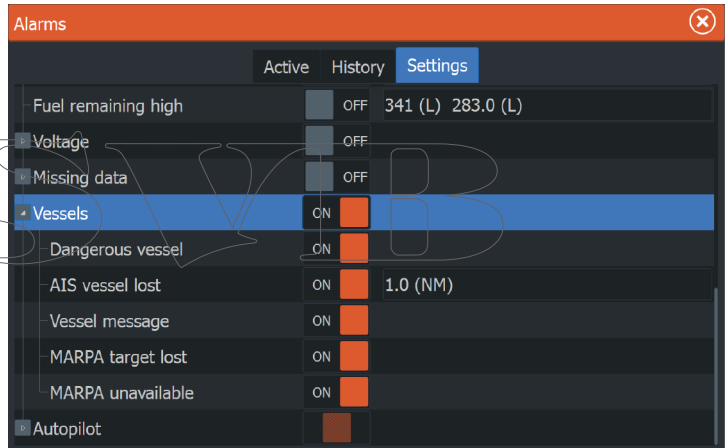 Alarms
Active History Settings
Fuel remaining high OFF 341 (L) 283.0 (L)
Voltage OFF
Missing data OFF
Vessels ON
Dangerous vessel ON
AIS vessel lost ON 1.0 (NM)
Vessel message ON
MARPA target lost ON
MARPA unavailable ON
Autopilot